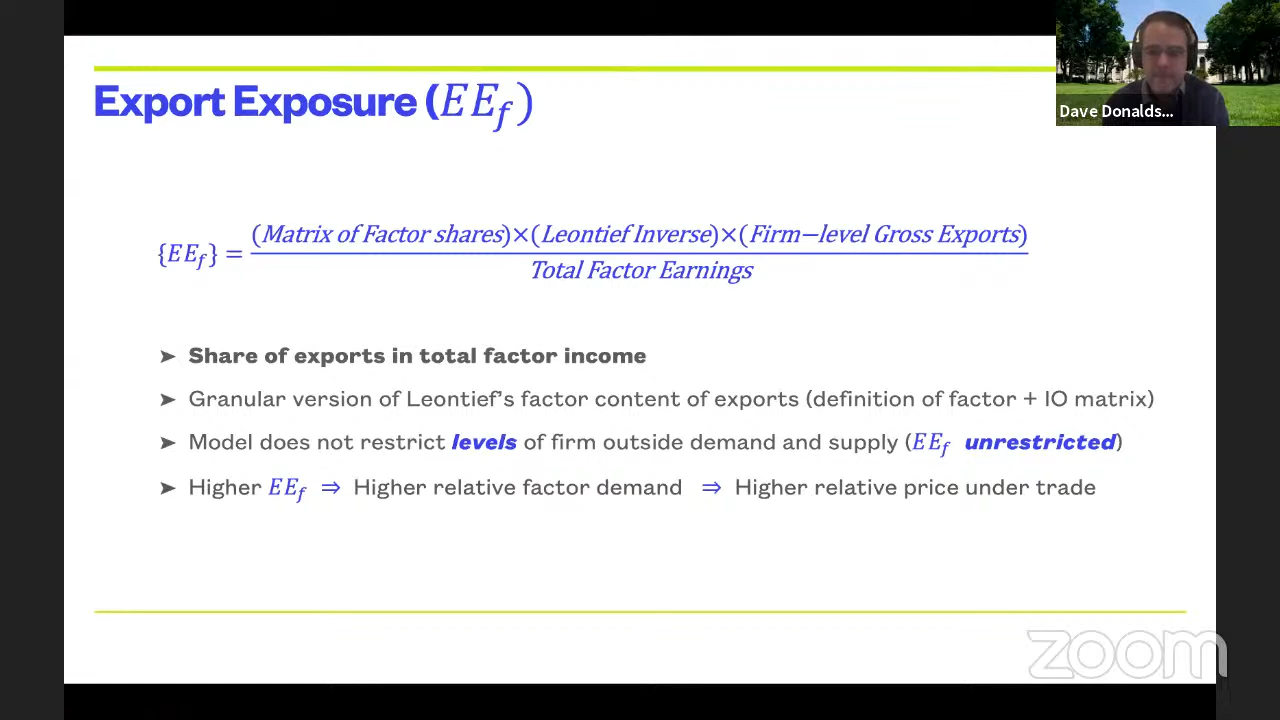 Export Exposure (EE_f)
Dave Donalds...
{EE_f} = (Matrix of Factor shares)×(Leontief Inverse)×(Firm−level Gross Exports)
Total Factor Earnings
➤ Share of exports in total factor income
➤ Granular version of Leontief's factor content of exports (definition of factor + IO matrix)
➤ Model does not restrict levels of firm outside demand and supply (EE_f unrestricted)
➤ Higher EE_f ⇒ Higher relative factor demand ⇒ Higher relative price under trade
zoom